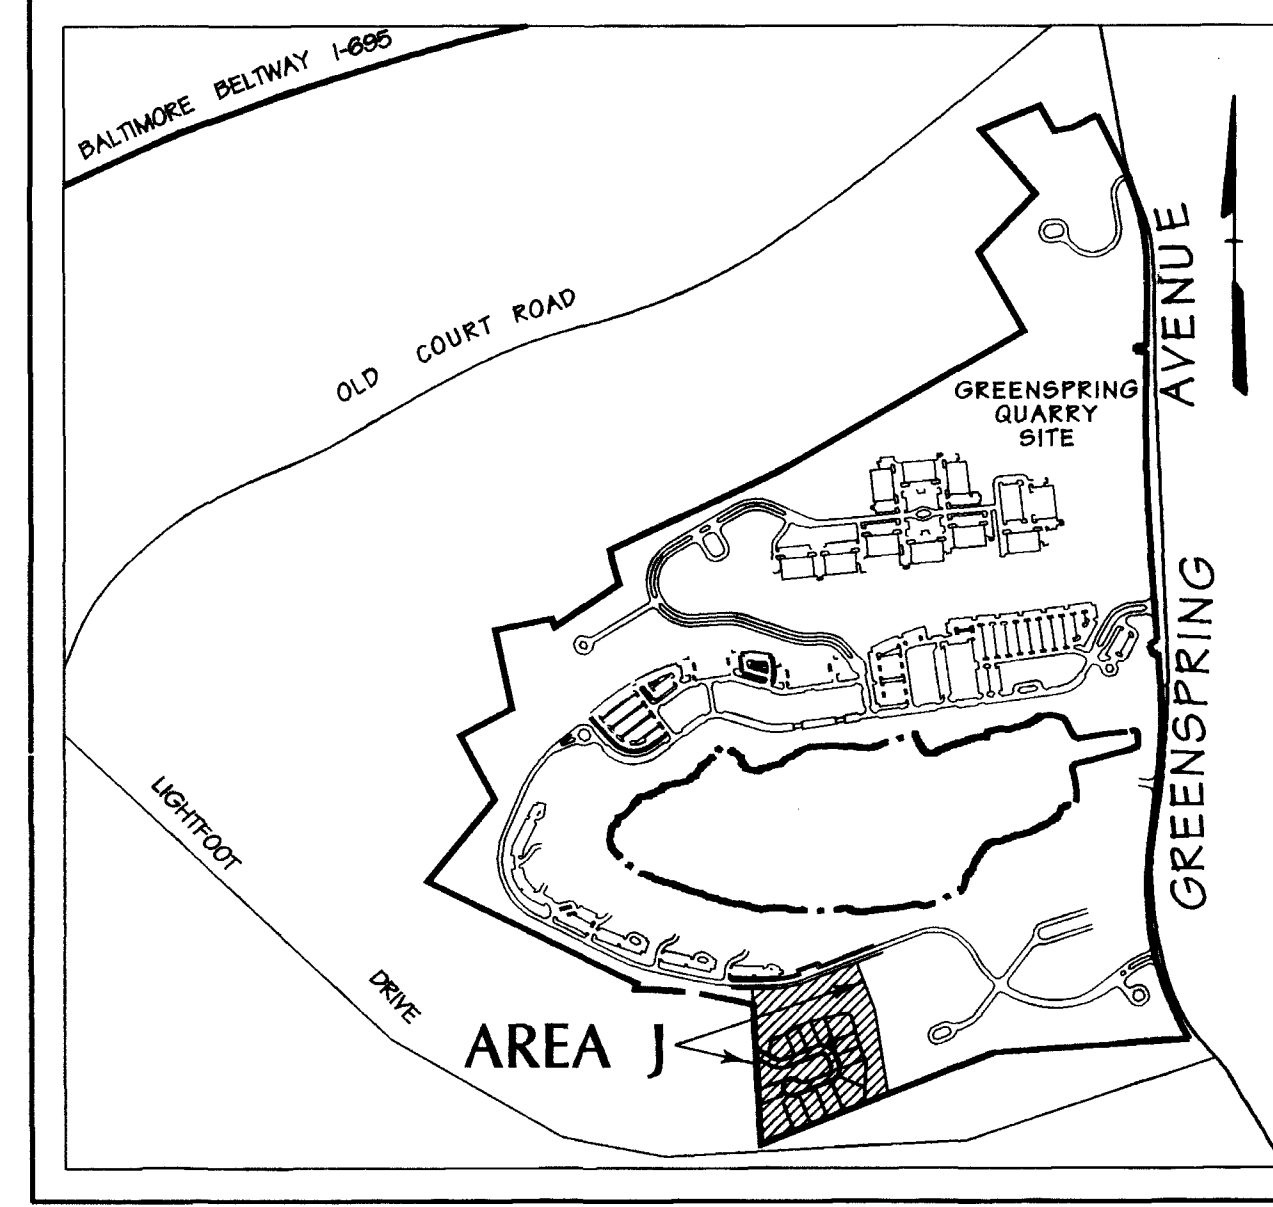 BALTIMORE BELTWAY I-695
OLD COURT ROAD
GREENSPRING AVENUE
GREENSPRING
QUARRY
SITE
LIGHTFOOT DRIVE
AREA J